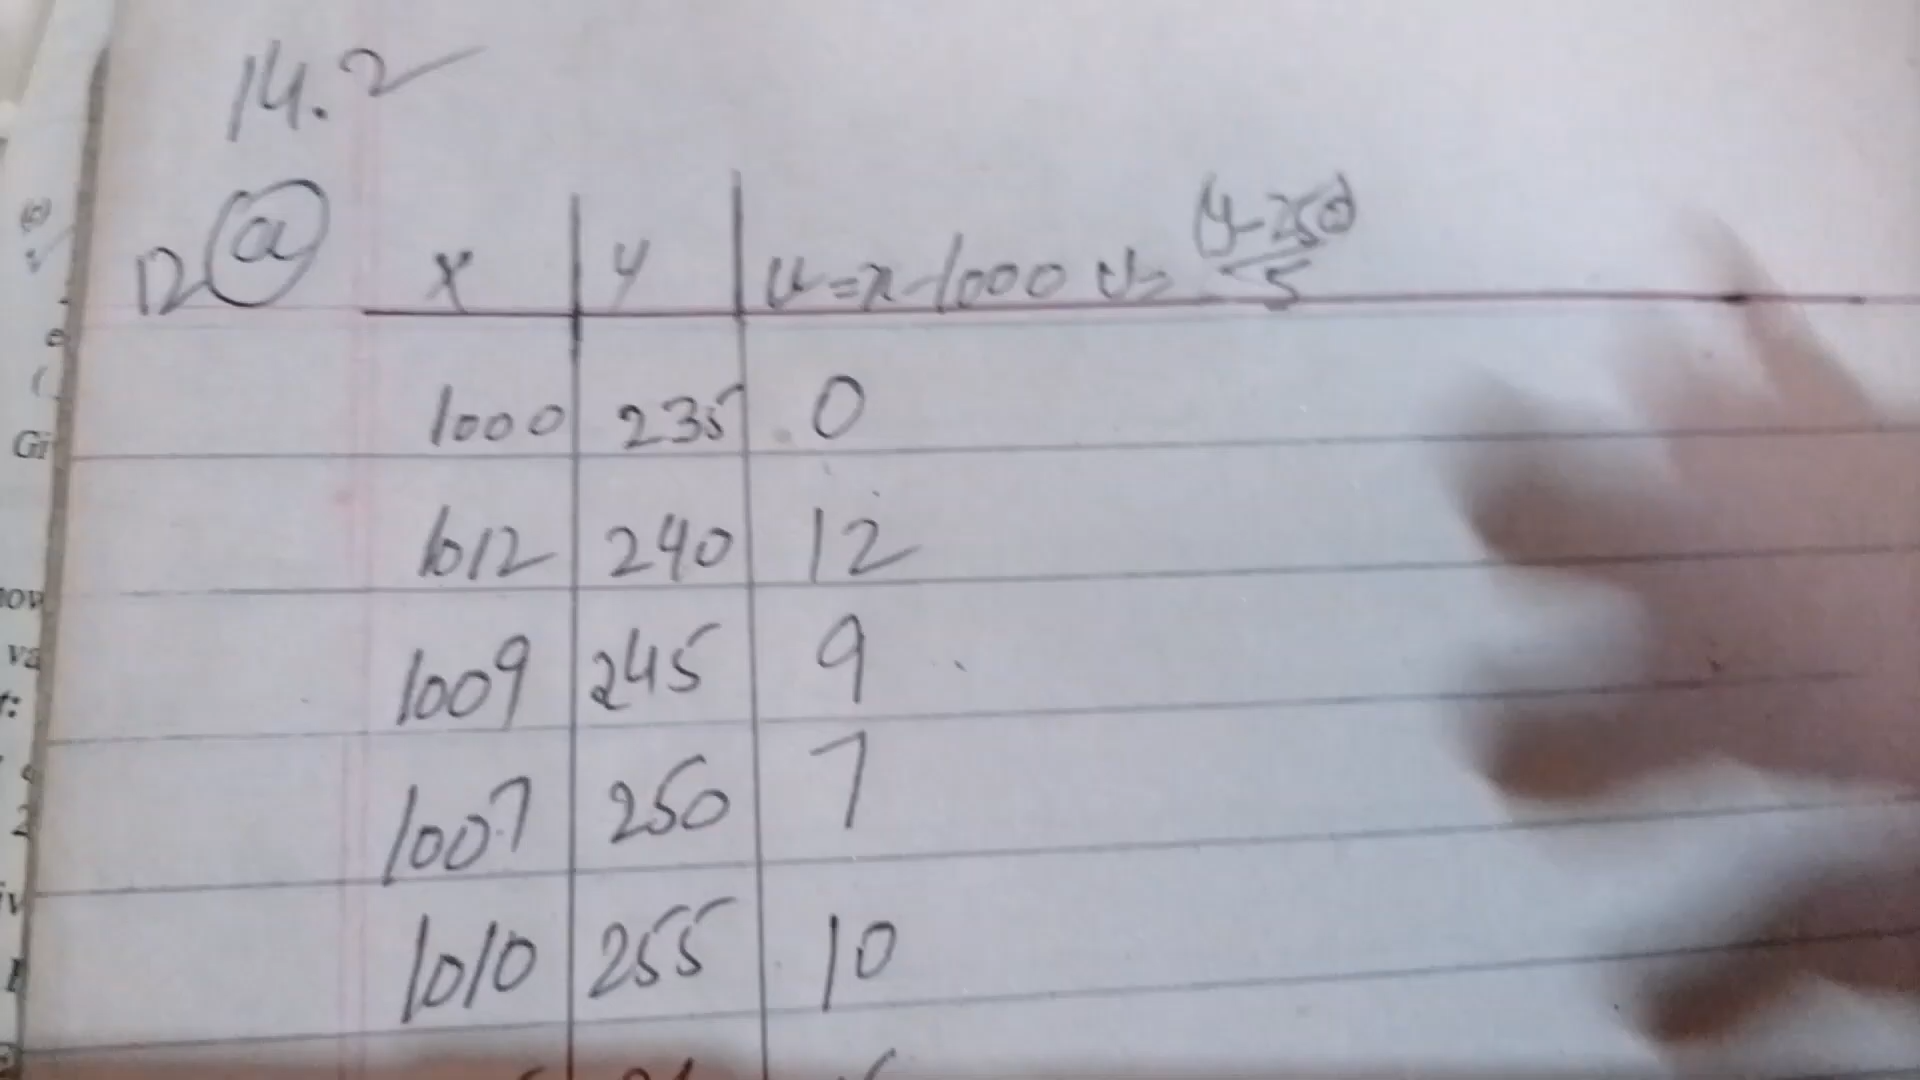 14.2
12 (a) x y u = x - 1000 v = (y-250)/5
1000 235 0
1012 240 12
1009 245 9
1007 250 7
1010 255 10